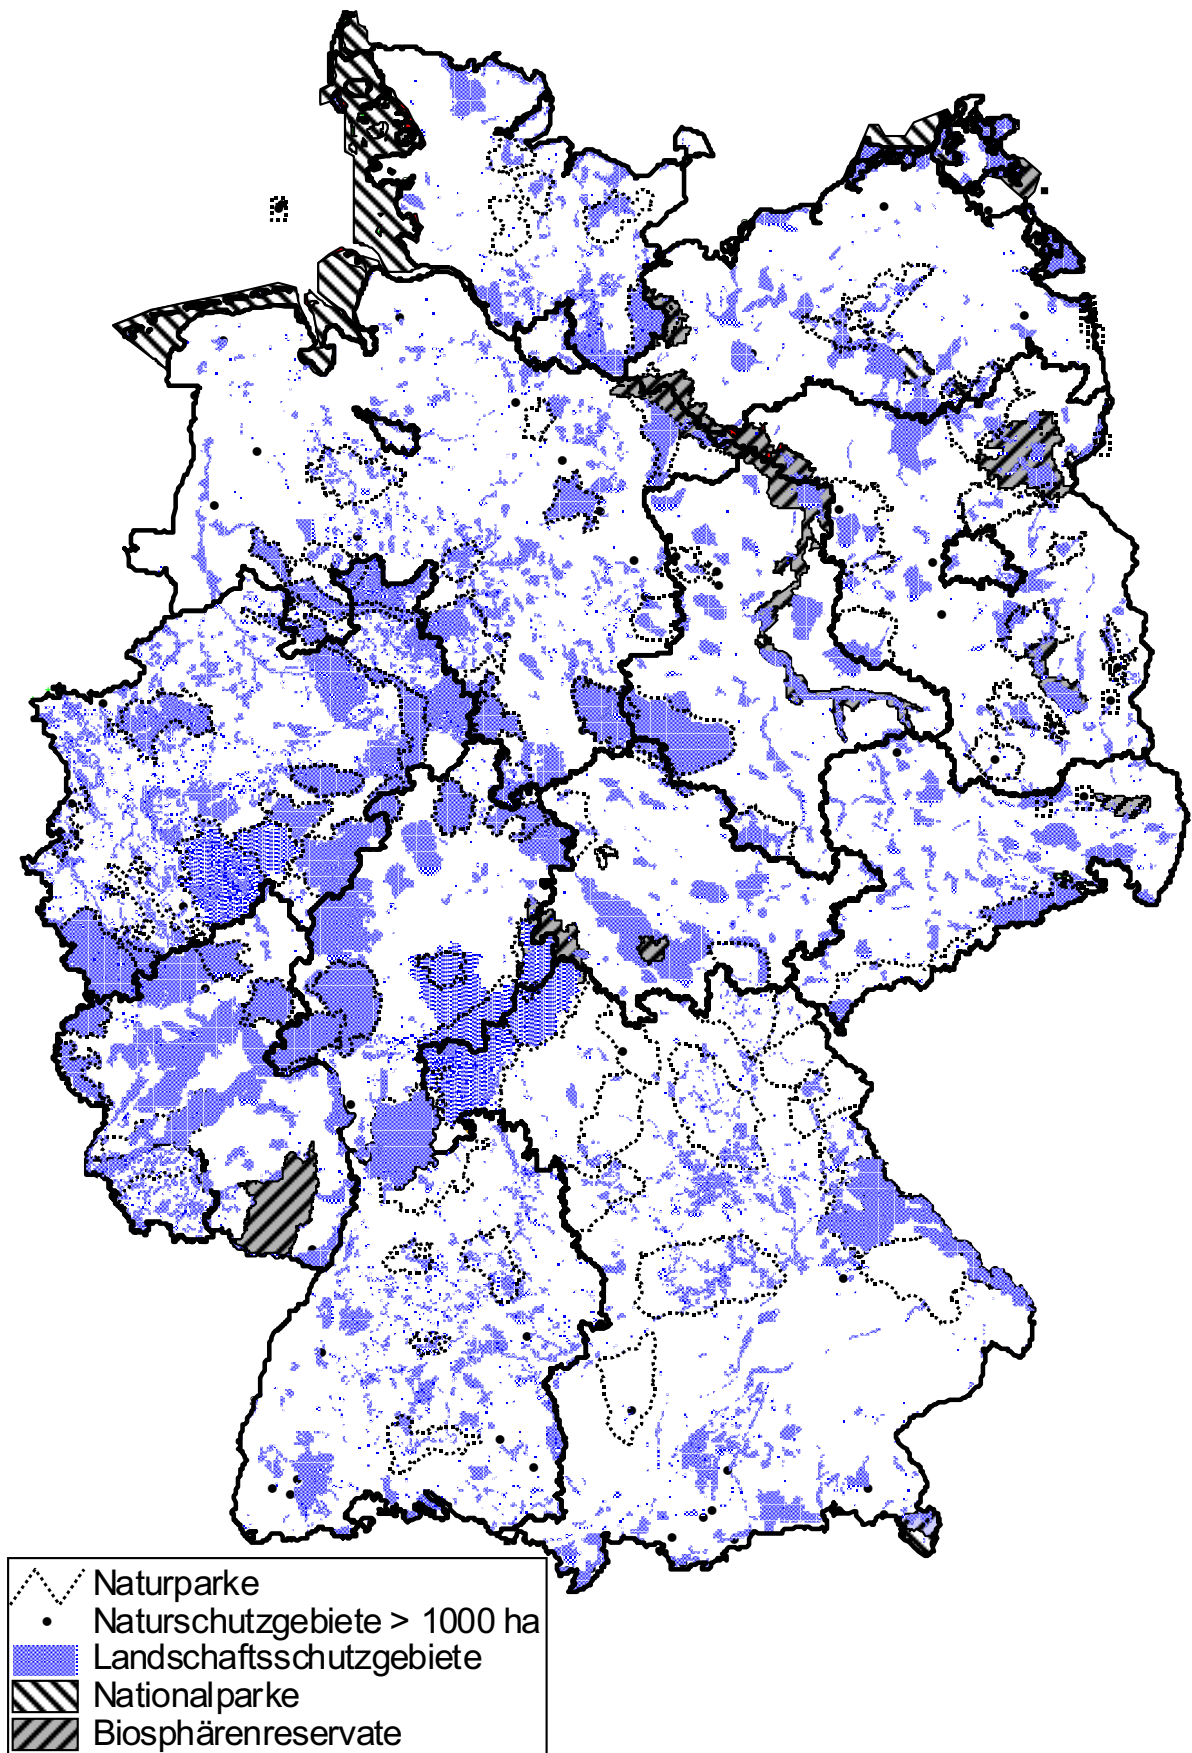 Naturparke
Naturschutzgebiete > 1000 ha
Landschaftsschutzgebiete
Nationalparke
Biosphärenreservate